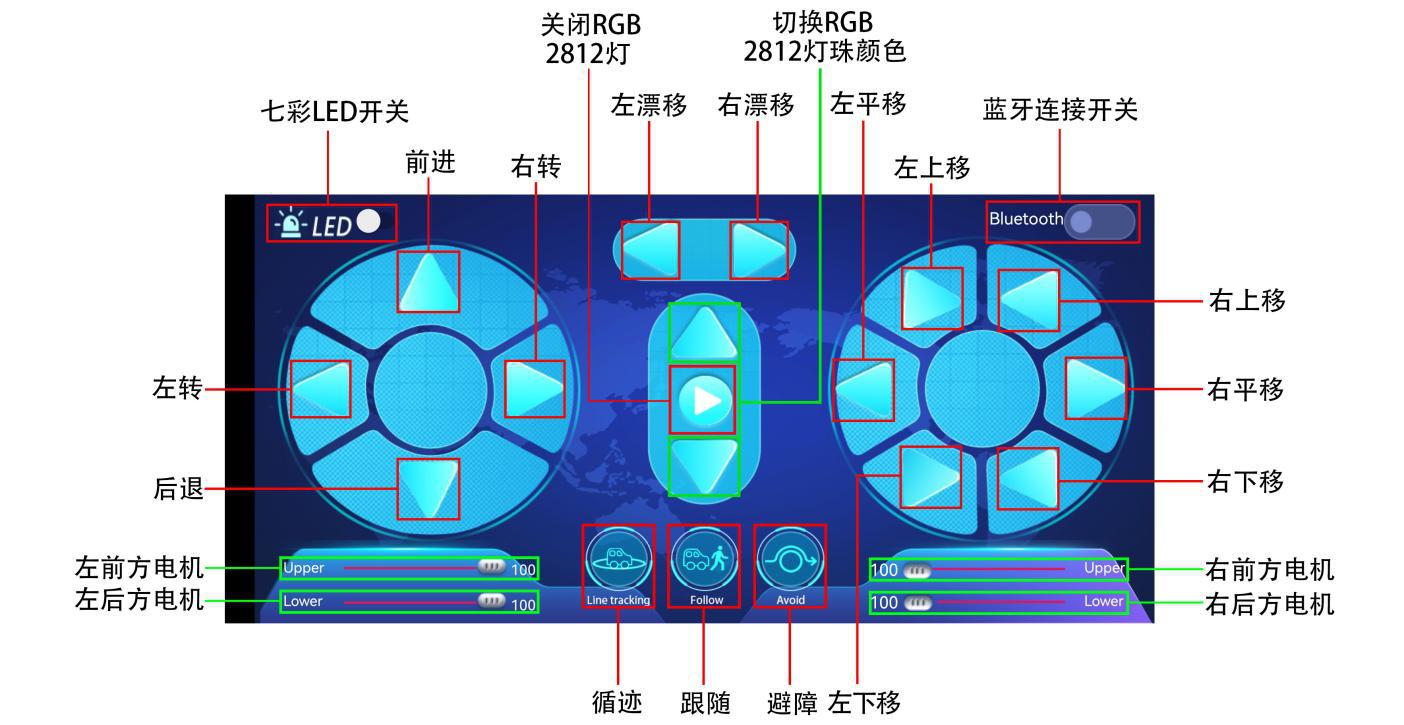 关闭RGB
2812灯
切换RGB
2812灯珠颜色
七彩LED开关
左漂移
右漂移
左平移
蓝牙连接开关
前进
右转
左上移
LED
Bluetooth
右上移
左转
右平移
后退
右下移
左前方电机
Upper
100
左后方电机
Lower
100
Line tracking
Follow
Avoid
100
Upper
右前方电机
100
Lower
右后方电机
循迹
跟随
避障
左下移